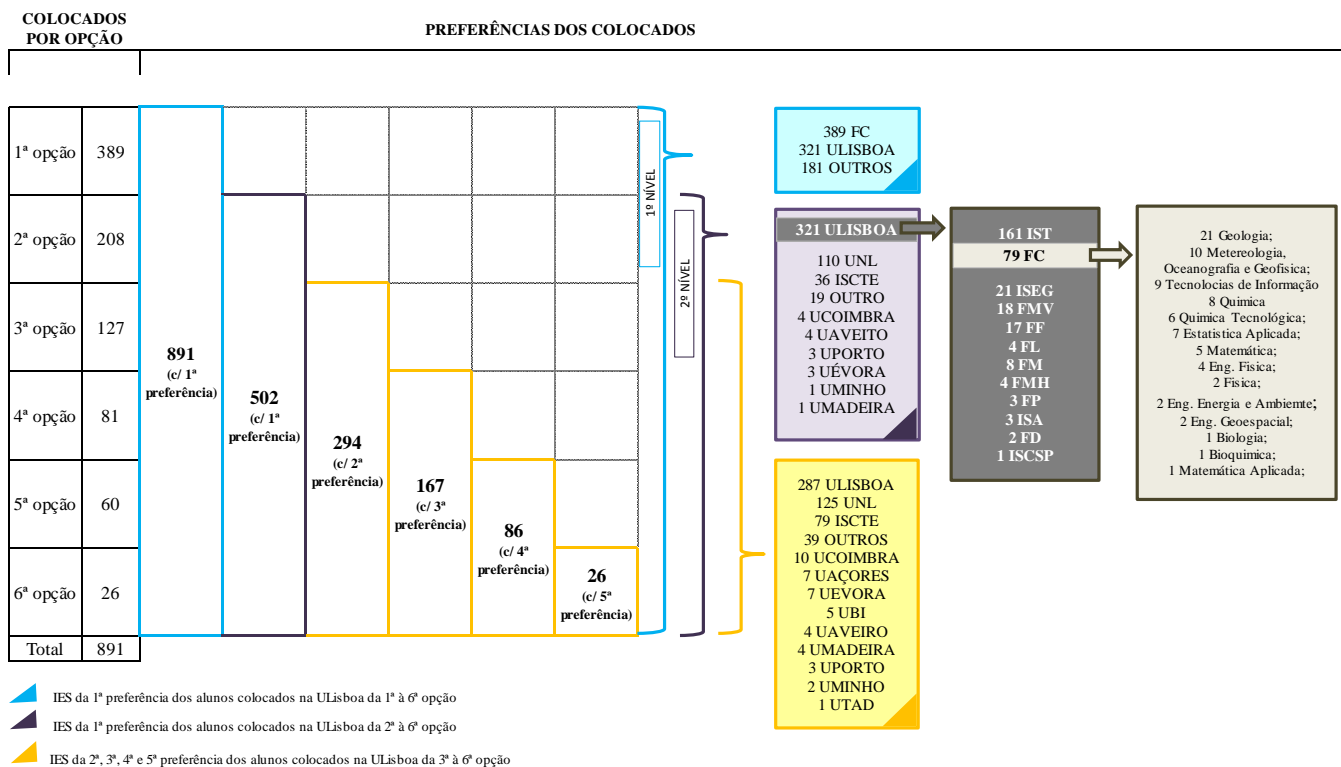 COLOCADOS
POR OPÇÃO
PREFERÊNCIAS DOS COLOCADOS
1ª opção 389
2ª opção 208
3ª opção 127
4ª opção 81
5ª opção 60
6ª opção 26
Total 891
891
(c/ 1ª
preferência)
502
(c/ 1ª
preferência)
294
(c/ 2ª
preferência)
167
(c/ 3ª
preferência)
86
(c/ 4ª
preferência)
26
(c/ 5ª
preferência)
1º NÍVEL
2º NÍVEL
389 FC
321 ULISBOA
181 OUTROS
321 ULISBOA
110 UNL
36 ISCTE
19 OUTRO
4 UCOIMBRA
4 UAVEITO
3 UPORTO
3 UÉVORA
1 UMINHO
1 UMADEIRA
287 ULISBOA
125 UNL
79 ISCTE
39 OUTROS
10 UCOIMBRA
7 UAÇORES
7 UEVORA
5 UBI
4 UAVEIRO
4 UMADEIRA
3 UPORTO
2 UMINHO
1 UTAD
161 IST
79 FC
21 ISEG
18 FMV
17 FF
4 FL
8 FM
4 FMH
3 FP
3 ISA
2 FD
1 ISCSP
21 Geologia;
10 Metereologia,
Oceanografia e Geofisica;
9 Tecnolocias de Informação
8 Quimica
6 Quimica Tecnológica;
7 Estatistica Aplicada;
5 Matemática;
4 Eng. Fisica;
2 Fisica;
2 Eng. Energia e Ambiemte;
2 Eng. Geoespacial;
1 Biologia;
1 Bioquimica;
1 Matemática Aplicada;
IES da 1ª preferência dos alunos colocados na ULisboa da 1ª à 6ª opção
IES da 1ª preferência dos alunos colocados na ULisboa da 2ª à 6ª opção
IES da 2ª, 3ª, 4ª e 5ª preferência dos alunos colocados na ULisboa da 3ª à 6ª opção